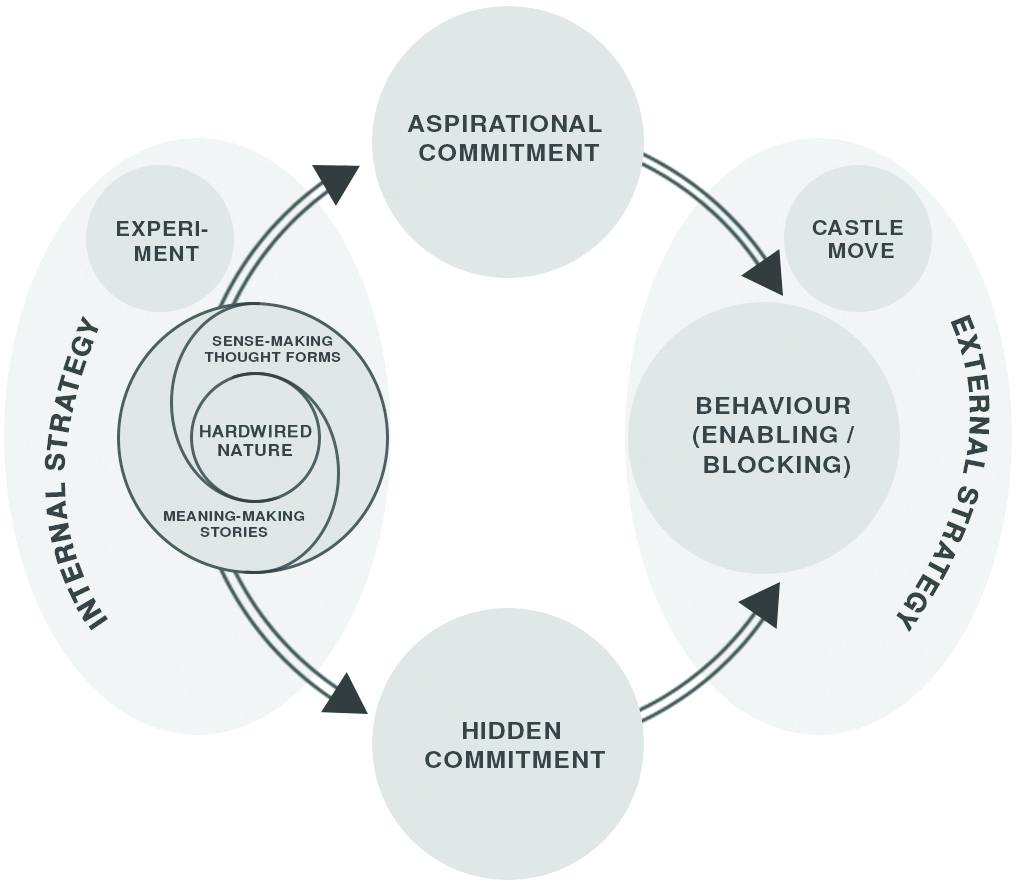 ASPIRATIONAL
COMMITMENT
EXPERI-
MENT
CASTLE
MOVE
INTERNAL STRATEGY
SENSE-MAKING
THOUGHT FORMS
HARDWIRED
NATURE
MEANING-MAKING
STORIES
BEHAVIOUR
(ENABLING /
BLOCKING)
EXTERNAL STRATEGY
HIDDEN
COMMITMENT